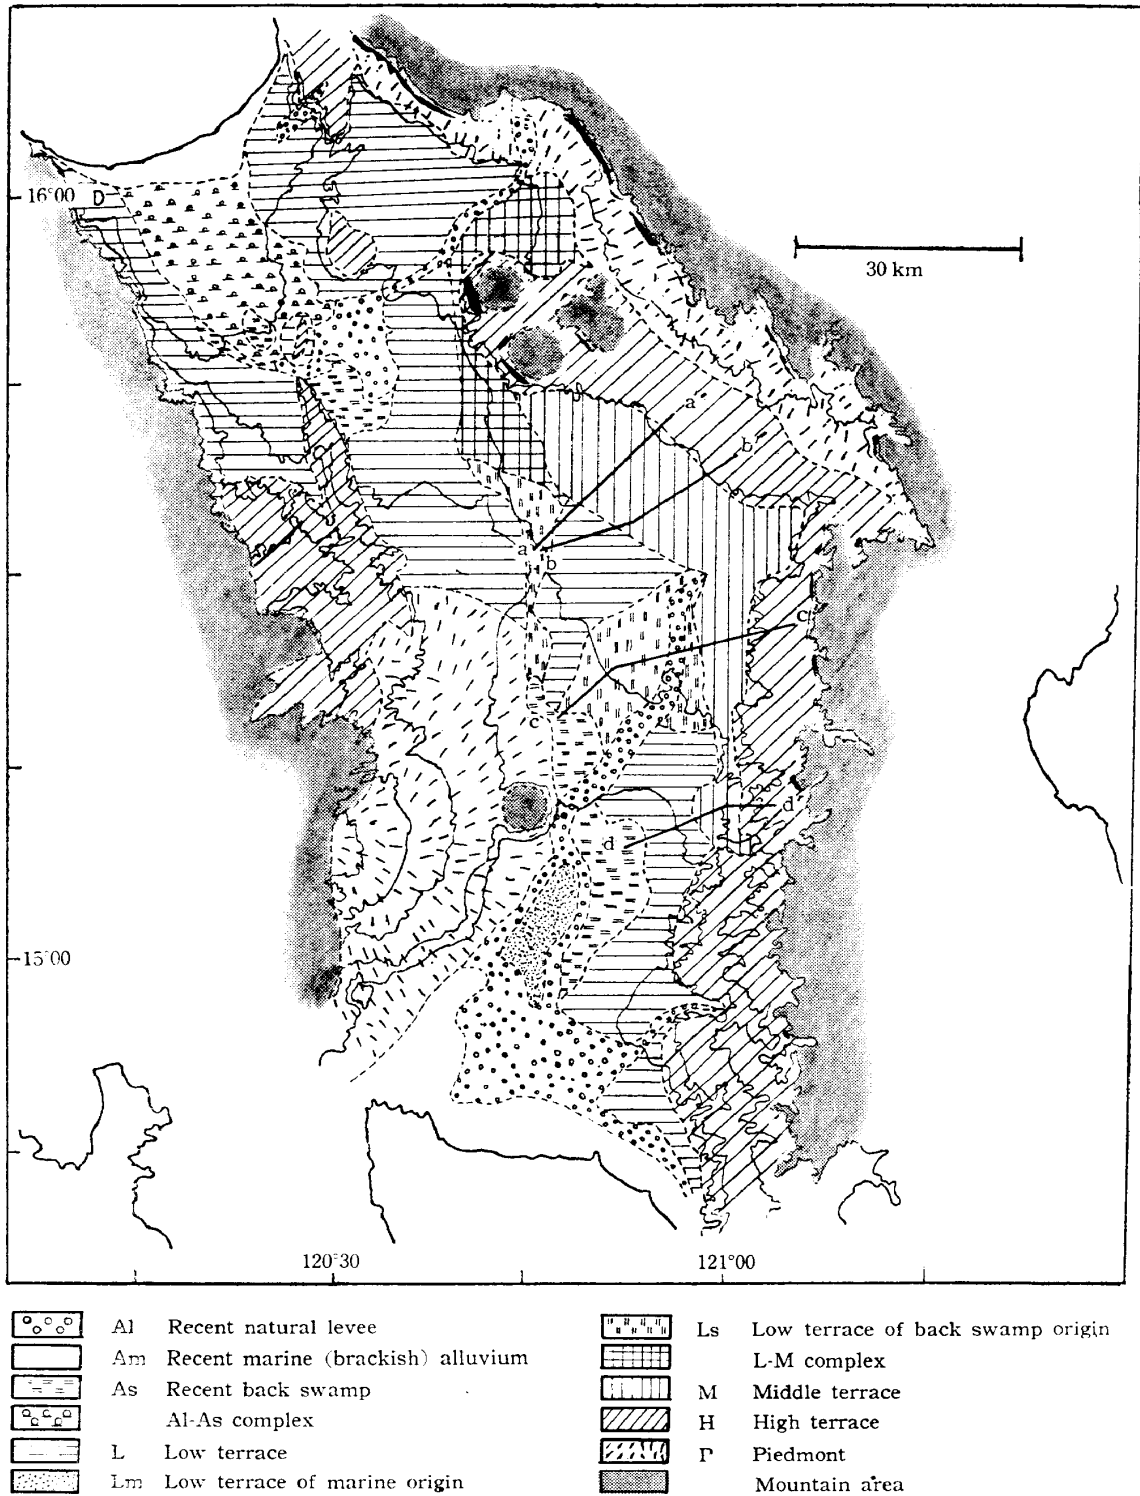 16°00
D
30 km
a'
b'
a
b
c'
c
d'
d
15°00
120°30
121°00
Al Recent natural levee
Am Recent marine (brackish) alluvium
As Recent back swamp
Al-As complex
L Low terrace
Lm Low terrace of marine origin
Ls Low terrace of back swamp origin
L-M complex
M Middle terrace
H High terrace
P Piedmont
Mountain area